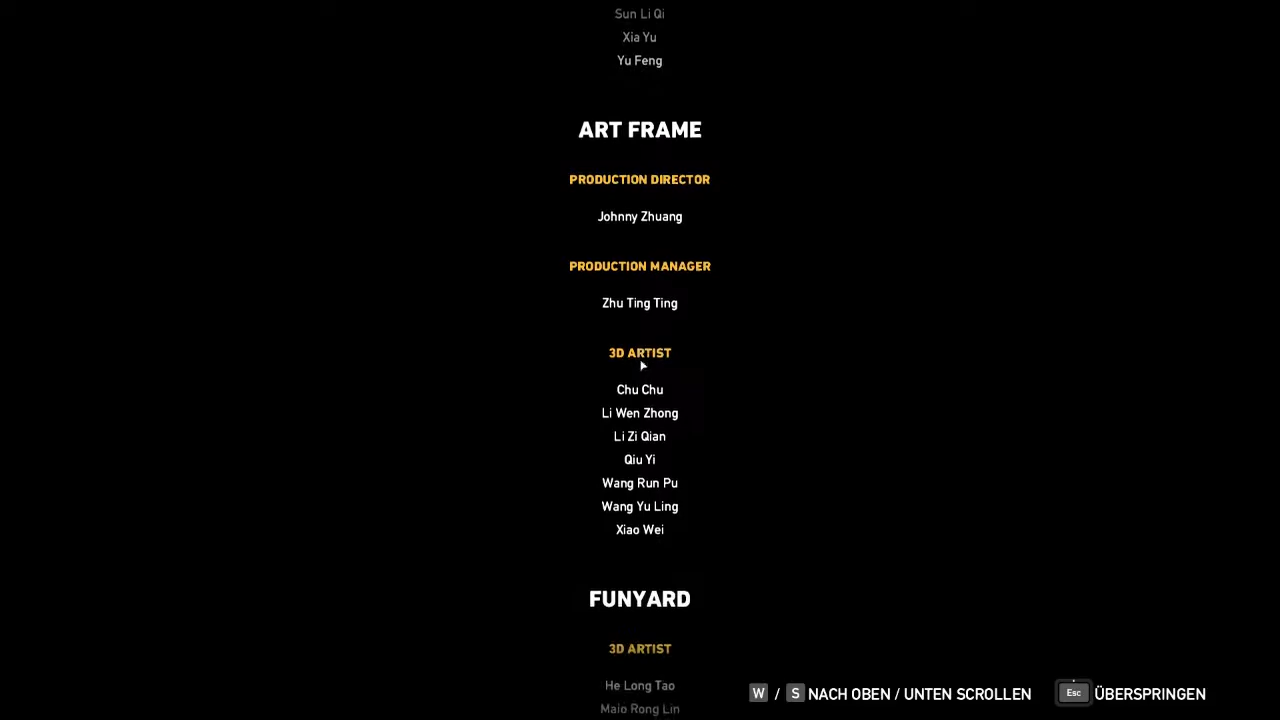 Sun Li Qi
Xia Yu
Yu Feng
ART FRAME
PRODUCTION DIRECTOR
Johnny Zhuang
PRODUCTION MANAGER
Zhu Ting Ting
3D ARTIST
Chu Chu
Li Wen Zhong
Li Zi Qian
Qiu Yi
Wang Run Pu
Wang Yu Ling
Xiao Wei
FUNYARD
3D ARTIST
He Long Tao
Maio Rong Lin
W / S NACH OBEN / UNTEN SCROLLEN Esc ÜBERSPRINGEN